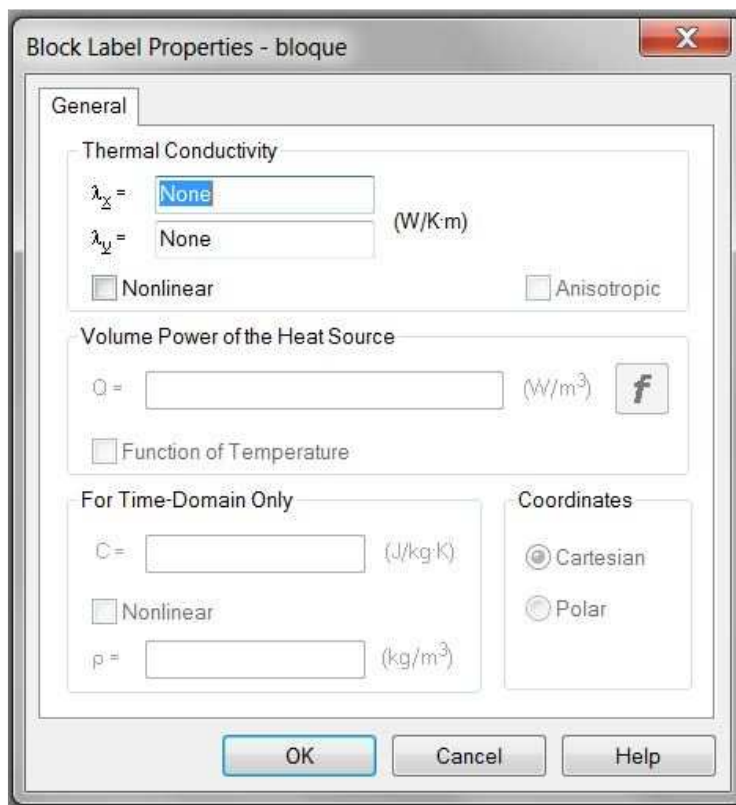 Block Label Properties - bloque
X
General
Thermal Conductivity
λx = None
(W/K·m)
λy = None
Nonlinear
Anisotropic
Volume Power of the Heat Source
Q = (W/m³) f
Function of Temperature
For Time-Domain Only
C = (J/kg·K)
Nonlinear
ρ = (kg/m³)
Coordinates
Cartesian
Polar
OK Cancel Help